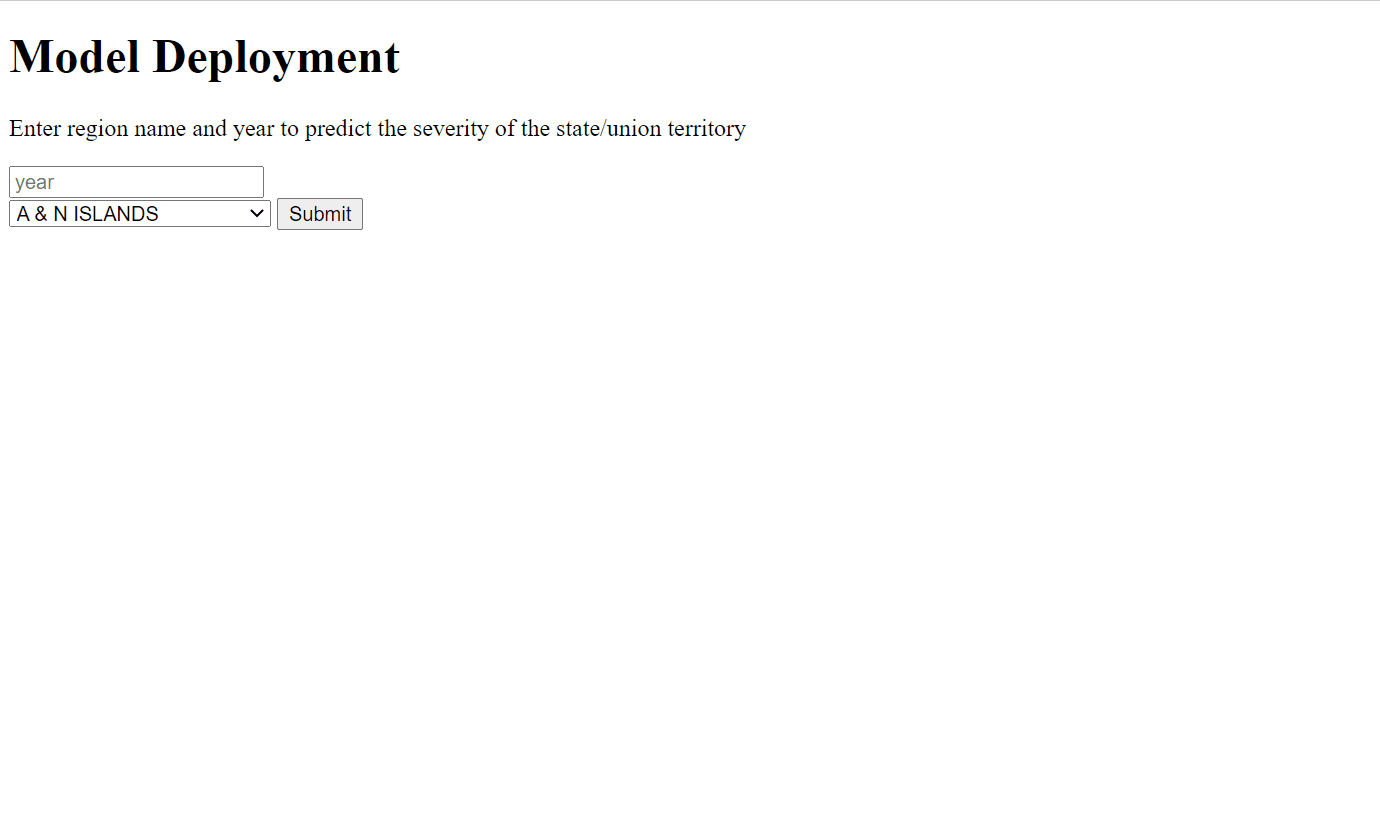 Model Deployment
Enter region name and year to predict the severity of the state/union territory
year
A & N ISLANDS Submit